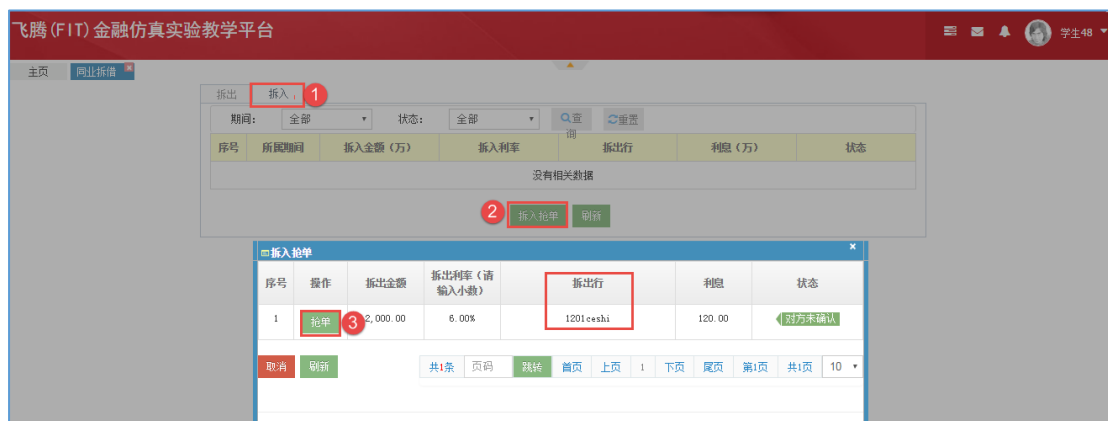 飞腾(FIT)金融仿真实验教学平台 学生48
主页 同业拆借
拆出 拆入 1
期间: 全部 状态: 全部 查询 重置
序号 所属期间 拆入金额(万) 拆入利率 拆出行 利息(万) 状态
没有相关数据
2 拆入抢单 刷新
拆入抢单 ×
序号 操作 拆出金额 拆出利率(请输入小数) 拆出行 利息 状态
1 抢单 3 2,000.00 6.00% 1201ceshi 120.00 对方未确认
取消 刷新 共1条 页码 跳转 首页 上页 1 下页 尾页 第1页 共1页 10